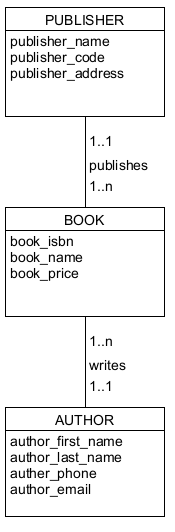 PUBLISHER
publisher_name
publisher_code
publisher_address
1..1
publishes
1..n
BOOK
book_isbn
book_name
book_price
1..n
writes
1..1
AUTHOR
author_first_name
author_last_name
auther_phone
author_email